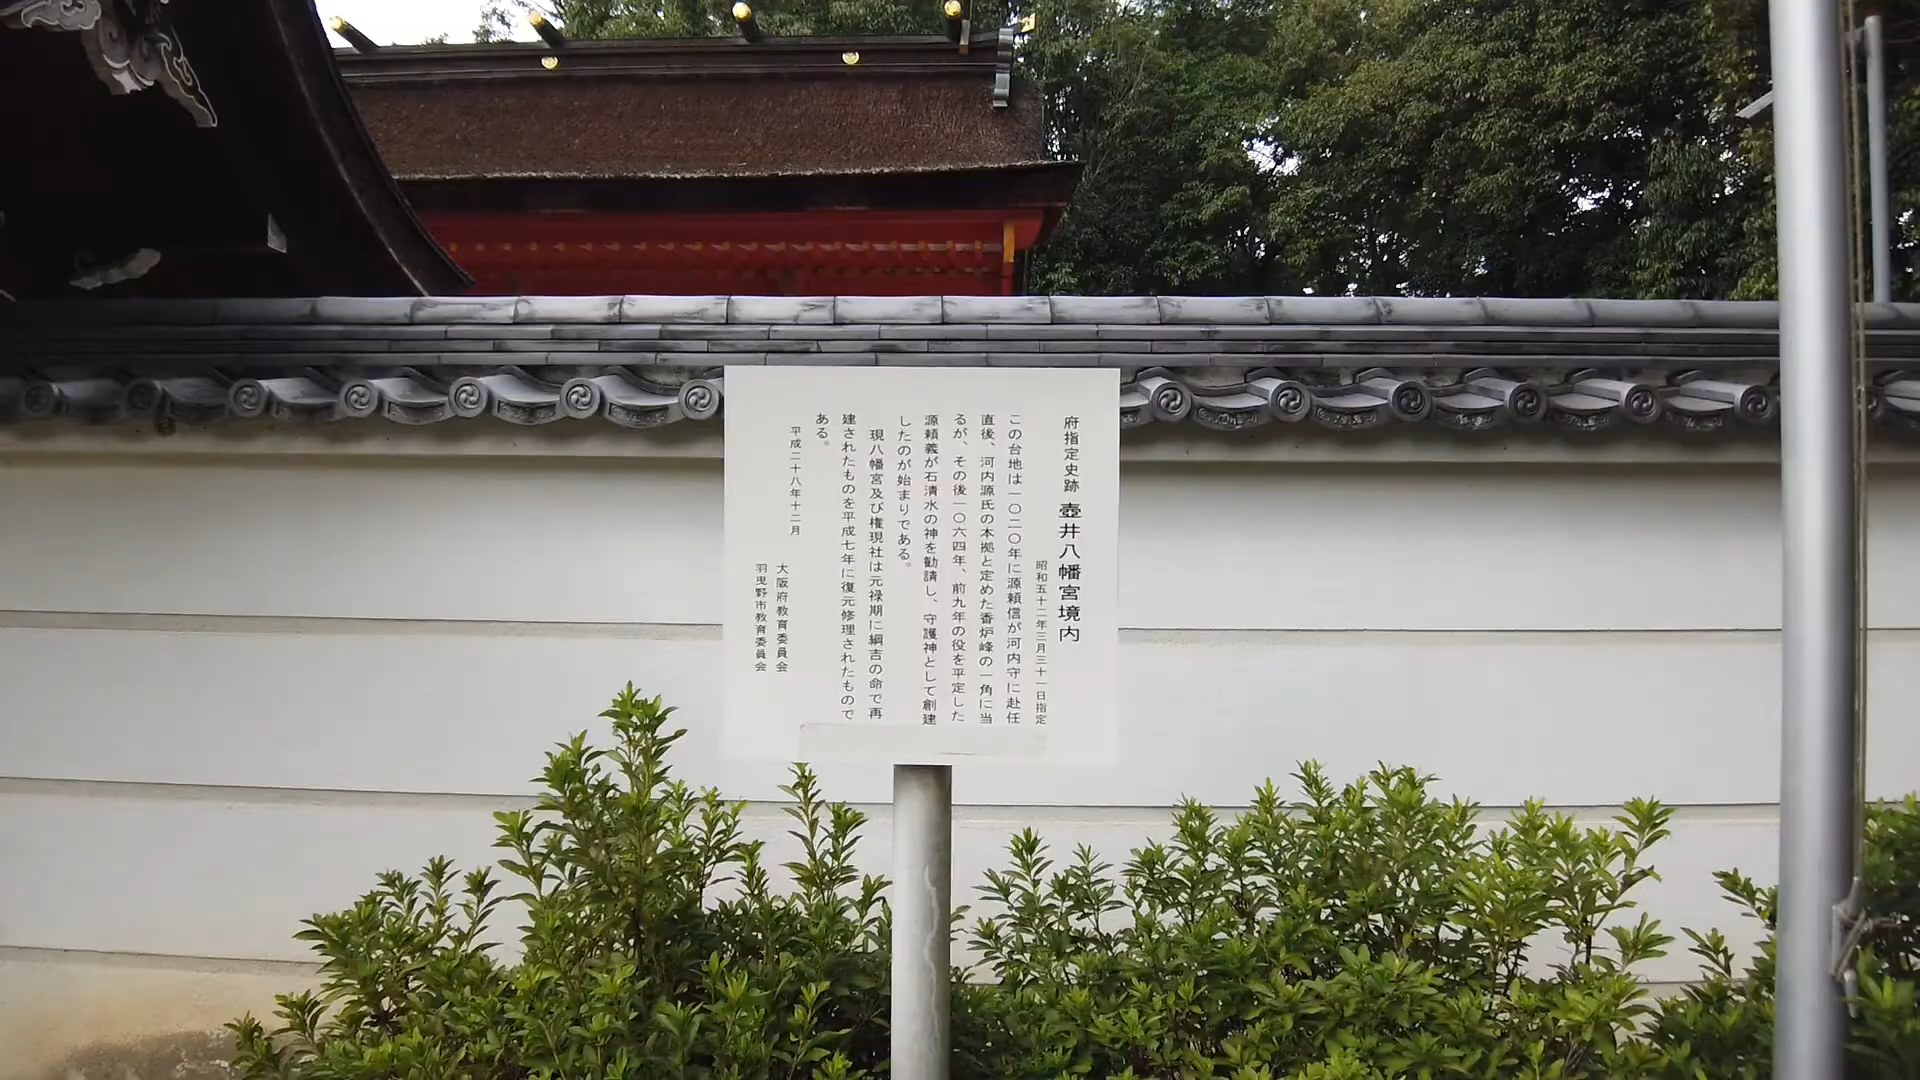 府指定史跡 壺井八幡宮境内
昭和五十二年三月三十一日指定
この台地は一〇二〇年に源頼信が河内守に赴任
直後、河内源氏の本拠と定めた香炉峰の一角に当
るが、その後一〇六四年、前九年の役を平定した
源頼義が石清水の神を勧請し、守護神として創建
したのが始まりである。
現八幡宮及び権現社は元禄期に綱吉の命で再
建されたものを平成七年に復元修理されたもので
ある。
平成二十八年十二月
大阪府教育委員会
羽曳野市教育委員会